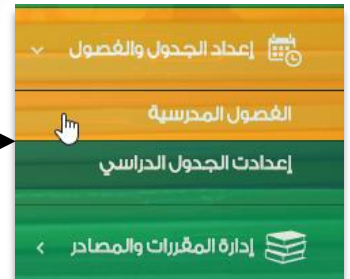 إعداد الجدول والفصول
الفصول المدرسية
إعدادت الجدول الدراسي
إدارة المقررات والمصادر